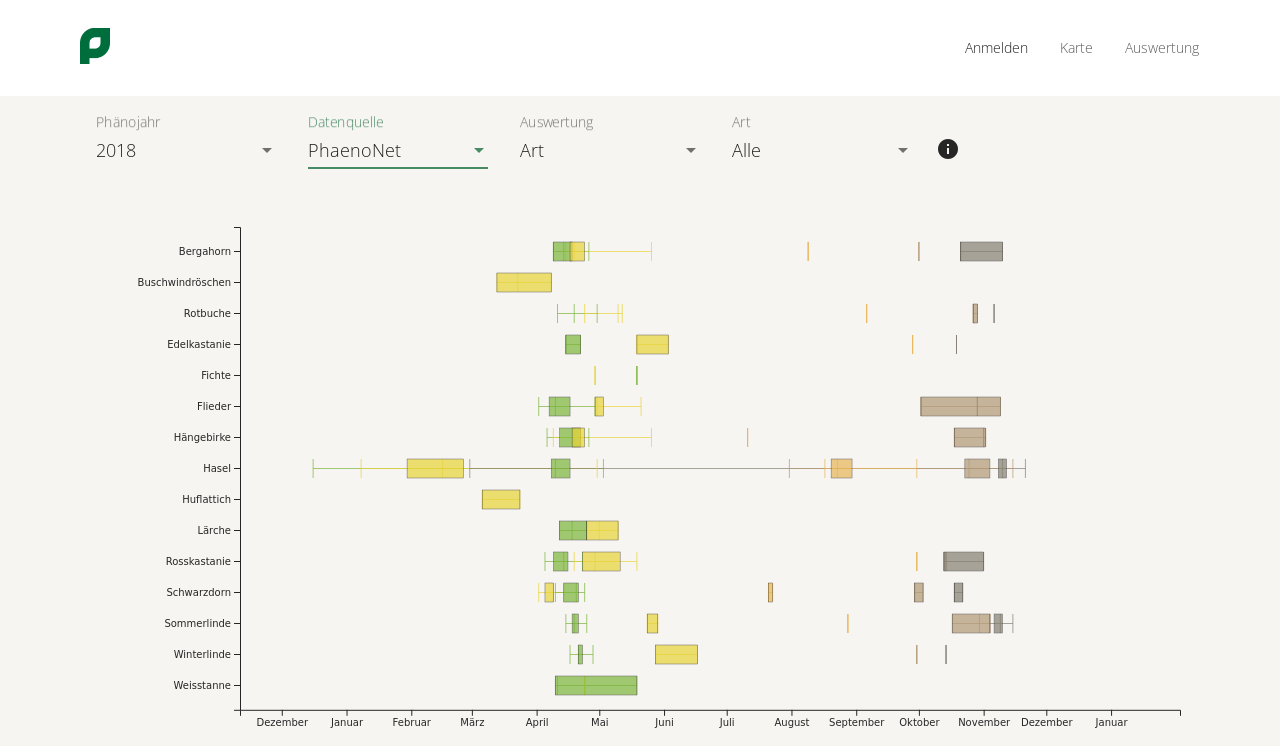 Anmelden Karte Auswertung
Phänojahr Datenquelle Auswertung Art
2018 PhaenoNet Art Alle
Bergahorn
Buschwindröschen
Rotbuche
Edelkastanie
Fichte
Flieder
Hängebirke
Hasel
Huflattich
Lärche
Rosskastanie
Schwarzdorn
Sommerlinde
Winterlinde
Weisstanne
Dezember Januar Februar März April Mai Juni Juli August September Oktober November Dezember Januar